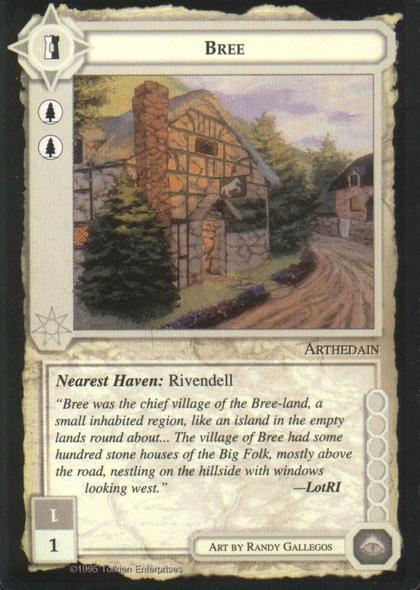 BREE
ARTHEDAIN
Nearest Haven: Rivendell
"Bree was the chief village of the Bree-land, a
small inhabited region, like an island in the empty
lands round about... The village of Bree had some
hundred stone houses of the Big Folk, mostly above
the road, nestling on the hillside with windows
looking west." —LotRI
1
1
ART BY RANDY GALLEGOS
©1995 Tolkien Enterprises